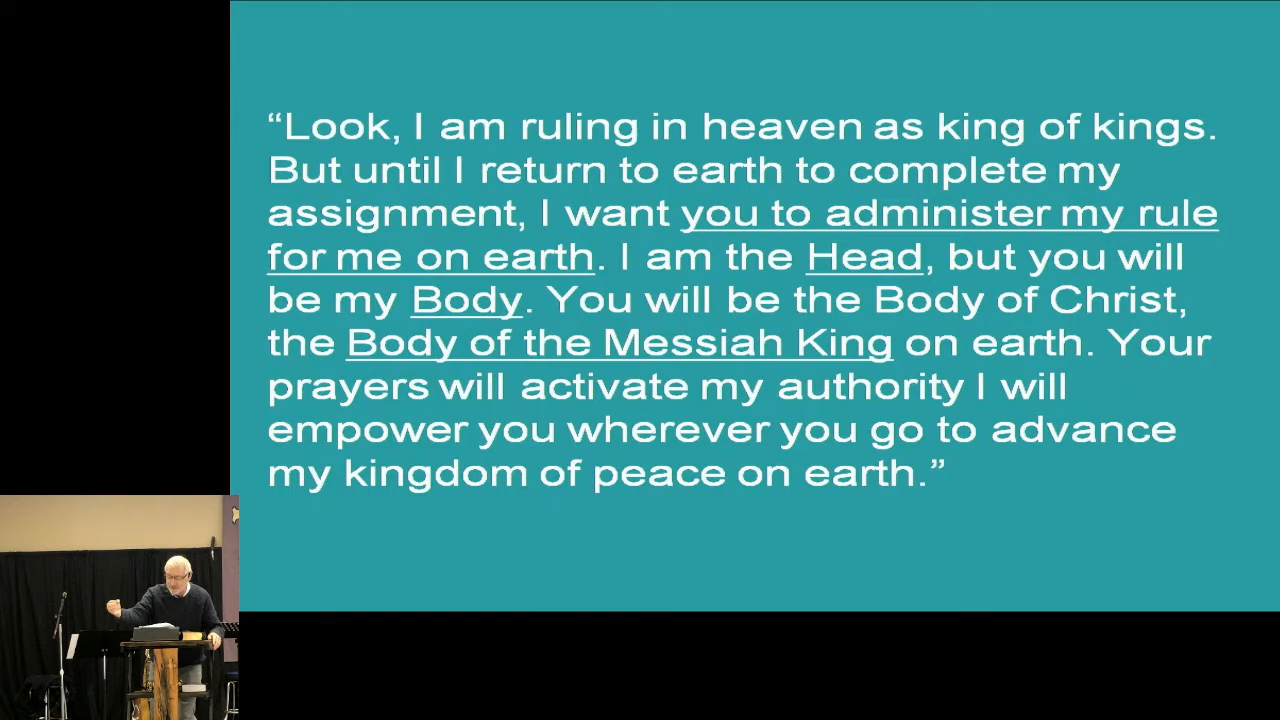 “Look, I am ruling in heaven as king of kings.
But until I return to earth to complete my
assignment, I want you to administer my rule
for me on earth. I am the Head, but you will
be my Body. You will be the Body of Christ,
the Body of the Messiah King on earth. Your
prayers will activate my authority I will
empower you wherever you go to advance
my kingdom of peace on earth.”